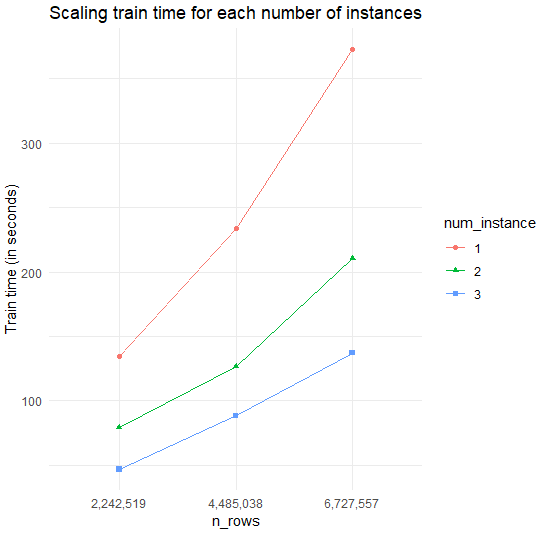 Scaling train time for each number of instances
Train time (in seconds)
300
200
100
2,242,519 4,485,038 6,727,557
n_rows
num_instance
1
2
3